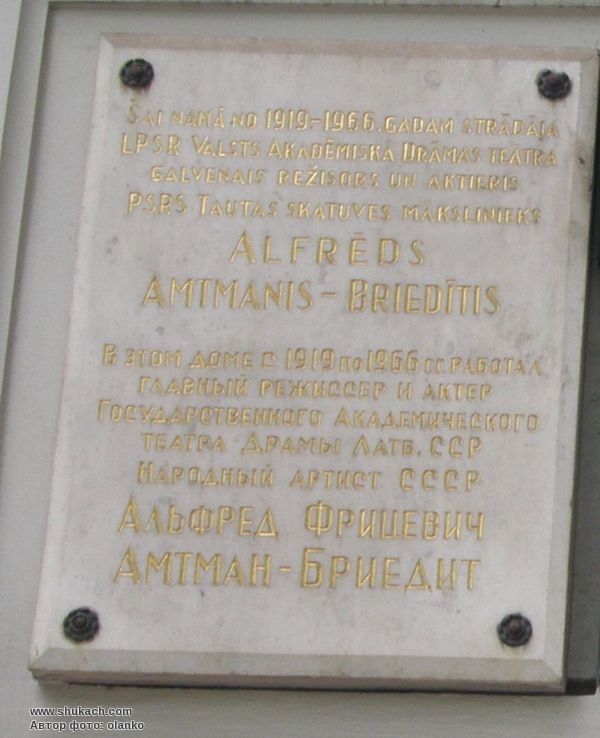 Šai namā no 1919.–1966. gadam strādāja
LPSR Valsts Akadēmiskā Drāmas teātra
galvenais režisors un aktieris
PSRS Tautas skatuves mākslinieks
Alfrēds
Amtmanis – Briedītis
В этом доме с 1919 по 1966 гг. работал
главный режиссер и актер
Государственного Академического
театра Драмы Латв. ССР
Народный артист СССР
Альфред Фрицевич
Амтман – Бриедит
www.shukach.com
Автор фото: olanko